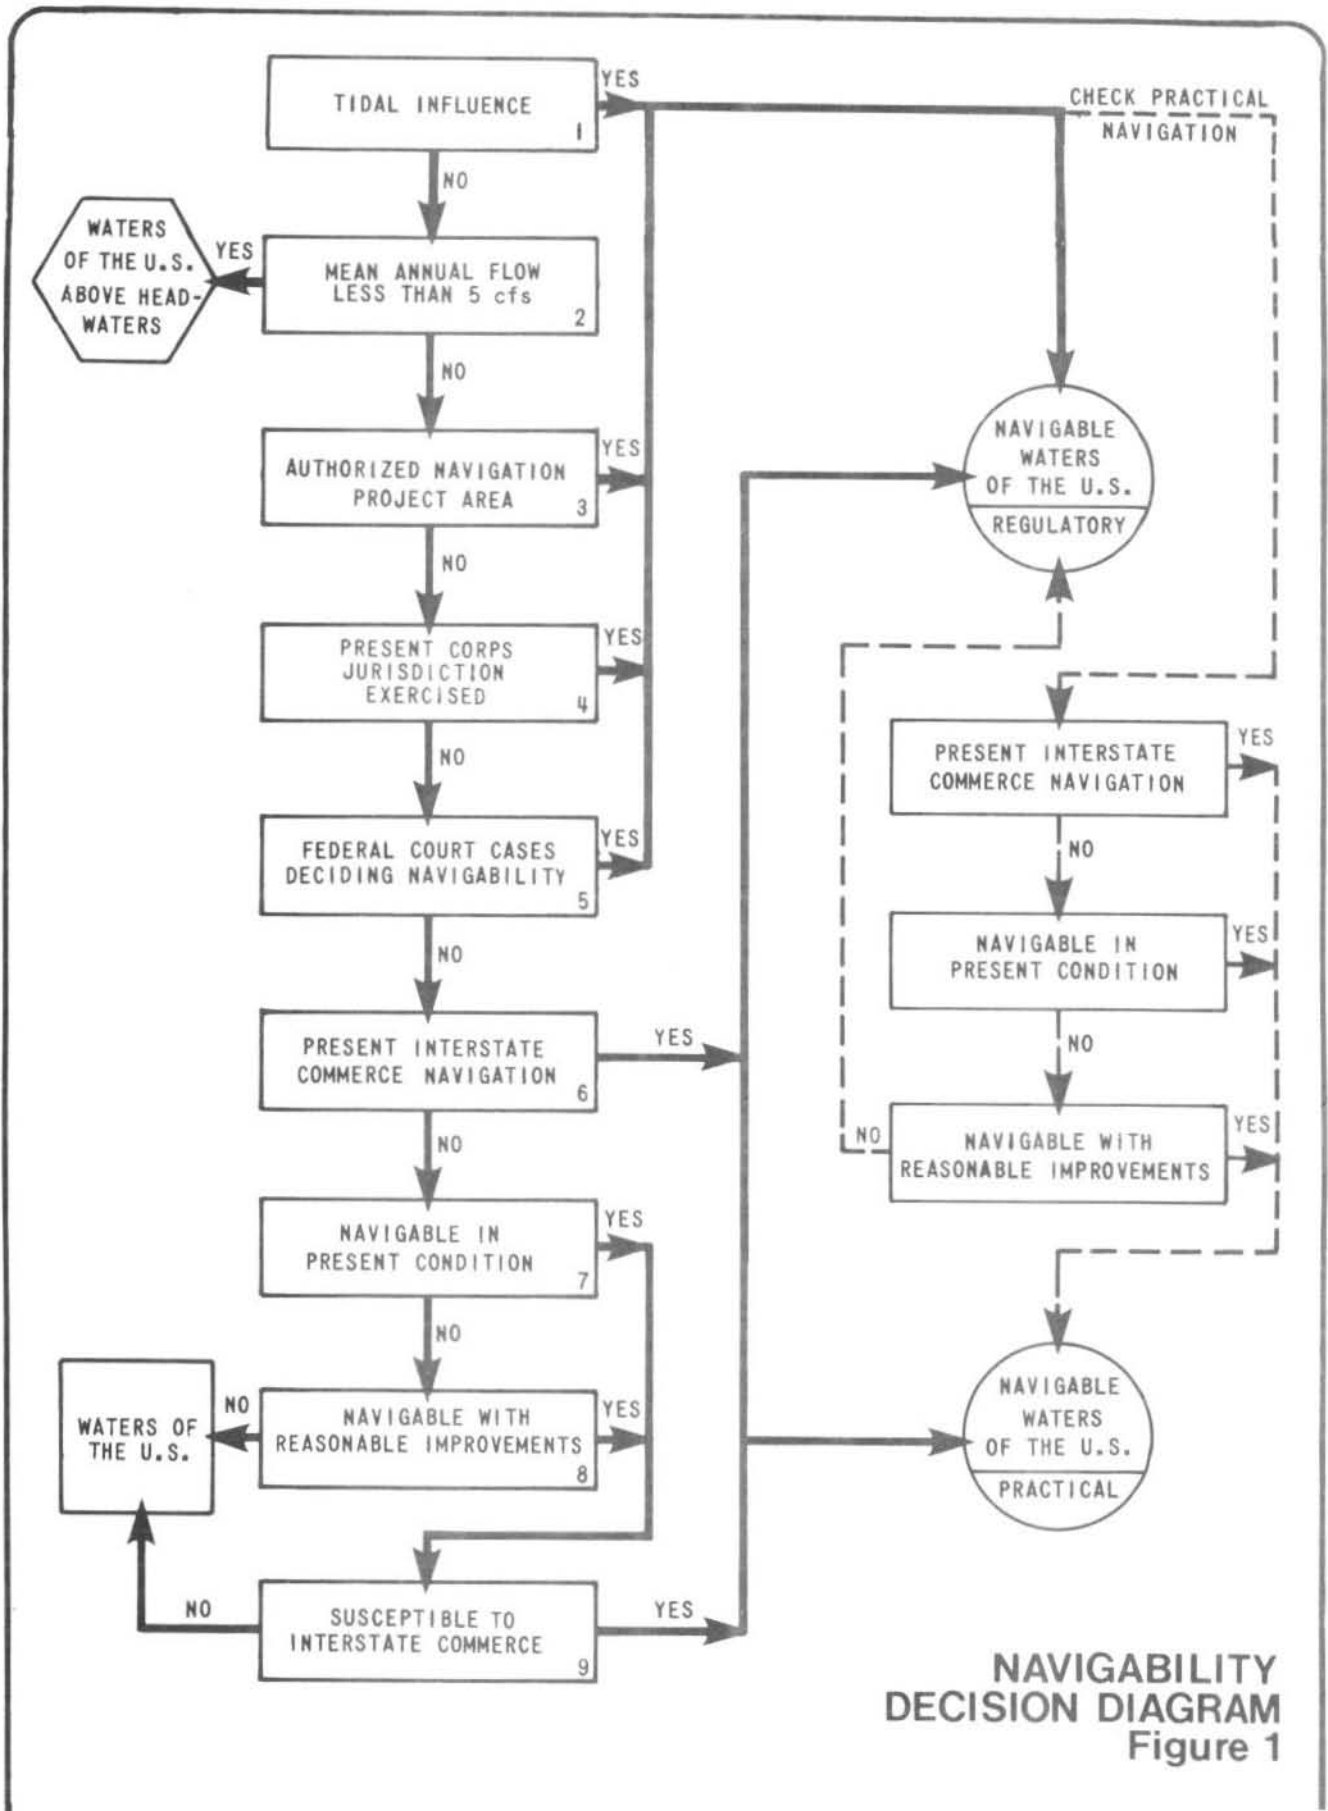 TIDAL INFLUENCE
1
YES
CHECK PRACTICAL
NAVIGATION
NO
WATERS
OF THE U.S.
ABOVE HEAD-
WATERS
YES
MEAN ANNUAL FLOW
LESS THAN 5 cfs
2
NO
AUTHORIZED NAVIGATION
PROJECT AREA
3
YES
NO
PRESENT CORPS
JURISDICTION
EXERCISED
4
YES
NO
FEDERAL COURT CASES
DECIDING NAVIGABILITY
5
YES
NO
PRESENT INTERSTATE
COMMERCE NAVIGATION
6
YES
NO
NAVIGABLE IN
PRESENT CONDITION
7
YES
NO
NAVIGABLE WITH
REASONABLE IMPROVEMENTS
8
YES
NO
WATERS OF
THE U.S.
SUSCEPTIBLE TO
INTERSTATE COMMERCE
9
YES
NO
NAVIGABLE
WATERS
OF THE U.S.
REGULATORY
PRESENT INTERSTATE
COMMERCE NAVIGATION
YES
NO
NAVIGABLE IN
PRESENT CONDITION
YES
NO
NAVIGABLE WITH
REASONABLE IMPROVEMENTS
YES
NO
NAVIGABLE
WATERS
OF THE U.S.
PRACTICAL
NAVIGABILITY
DECISION DIAGRAM
Figure 1